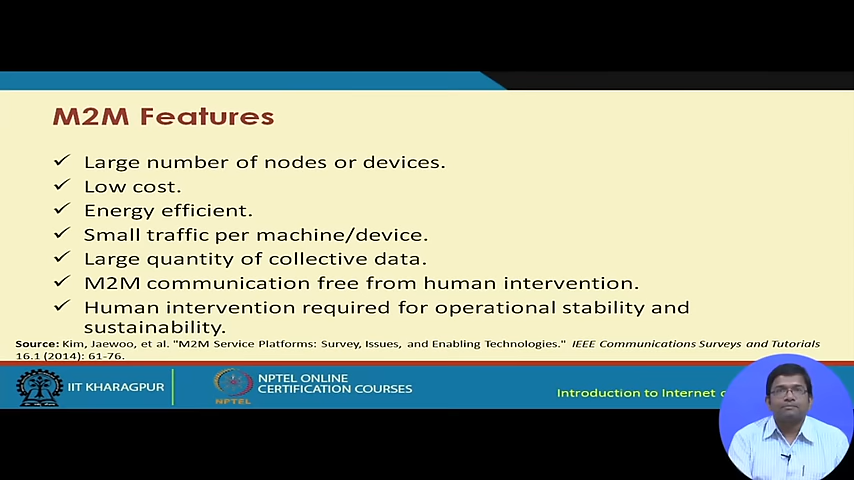 M2M Features
✓ Large number of nodes or devices.
✓ Low cost.
✓ Energy efficient.
✓ Small traffic per machine/device.
✓ Large quantity of collective data.
✓ M2M communication free from human intervention.
✓ Human intervention required for operational stability and
sustainability.
Source: Kim, Jaewoo, et al. "M2M Service Platforms: Survey, Issues, and Enabling Technologies." IEEE Communications Surveys and Tutorials
16.1 (2014): 61-76.
IIT KHARAGPUR
NPTEL
NPTEL ONLINE
CERTIFICATION COURSES
Introduction to Internet